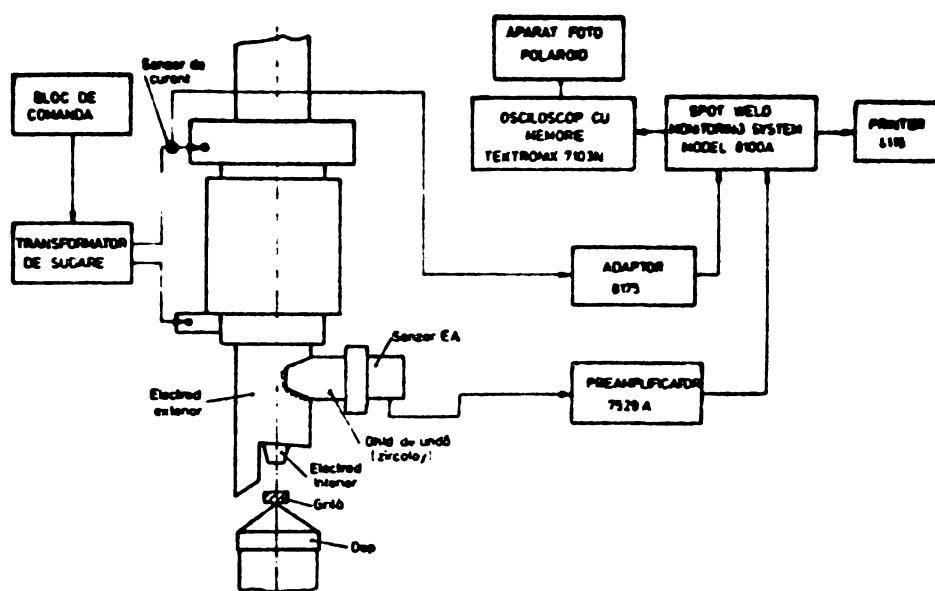 APARAT FOTO
POLAROID
Senzor de
curent
BLOC DE
COMANDA
OSCILOSCOP CU
MEMORIE
TEKTRONIX
SPOT WELD
MONITORING SYSTEM
MODEL 8100A
PRINTER
TRANSFORMATOR
DE SUDARE
ADAPTOR
8175
Senzor EA
PREAMPLIFICATOR
7529 A
Electrod
exterior
Ghid de undă
(zircaloy)
Electrod
interior
Grilă
Dop